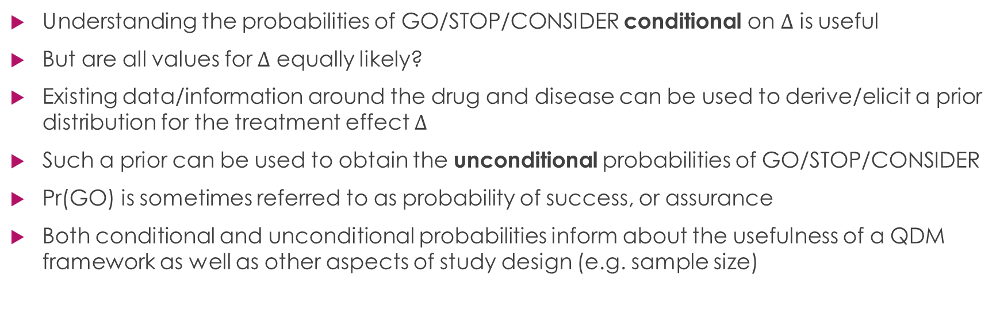 Understanding the probabilities of GO/STOP/CONSIDER conditional on Δ is useful
But are all values for Δ equally likely?
Existing data/information around the drug and disease can be used to derive/elicit a prior
distribution for the treatment effect Δ
Such a prior can be used to obtain the unconditional probabilities of GO/STOP/CONSIDER
Pr(GO) is sometimes referred to as probability of success, or assurance
Both conditional and unconditional probabilities inform about the usefulness of a QDM
framework as well as other aspects of study design (e.g. sample size)